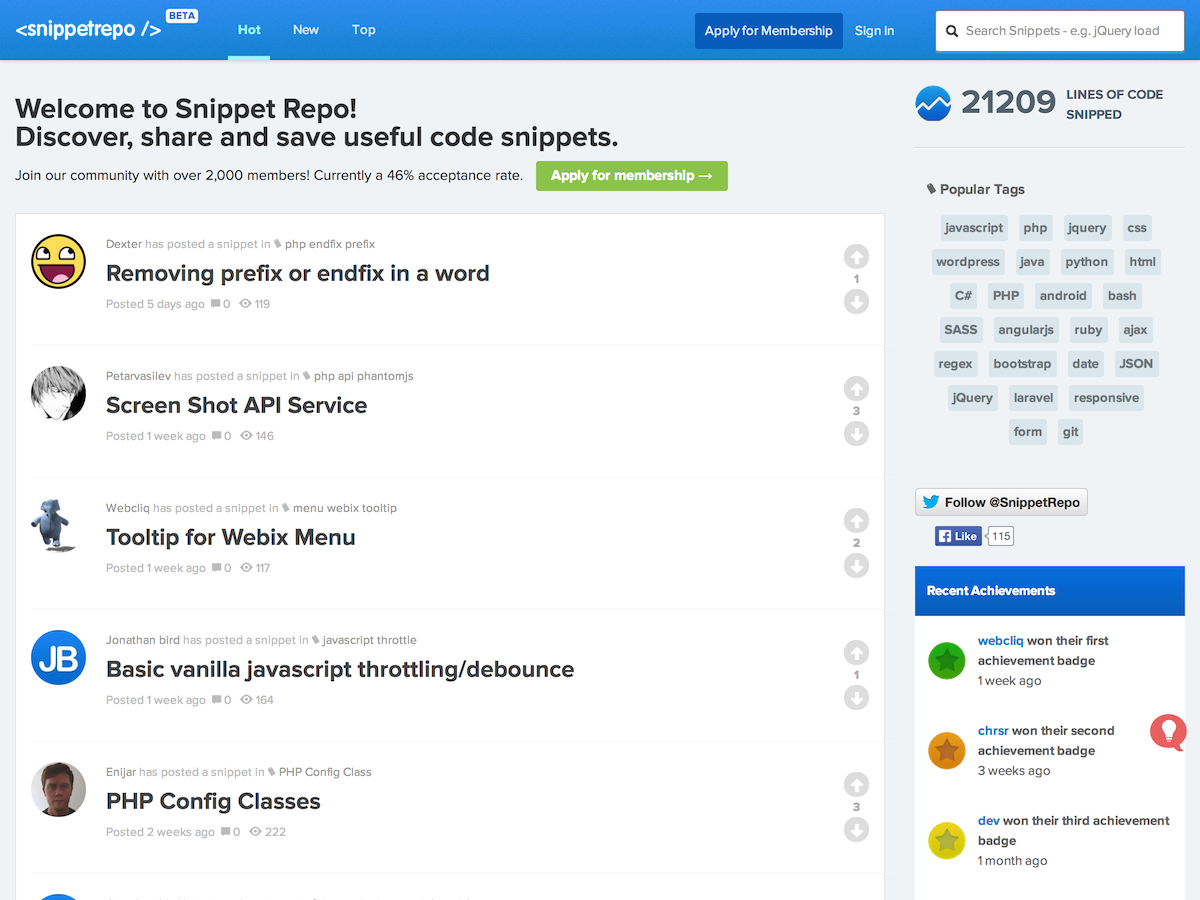 <snippetrepo />
BETA
Hot
New
Top
Apply for Membership
Sign In
Search Snippets - e.g. jQuery load
Welcome to Snippet Repo!
Discover, share and save useful code snippets.
Join our community with over 2,000 members! Currently a 46% acceptance rate.
Apply for membership →
Dexter has posted a snippet in php endfix prefix
Removing prefix or endfix in a word
Posted 5 days ago 0 119
1
Petarvasilev has posted a snippet in php api phantomjs
Screen Shot API Service
Posted 1 week ago 0 146
3
Webcliq has posted a snippet in menu webix tooltip
Tooltip for Webix Menu
Posted 1 week ago 0 117
2
JB
Jonathan bird has posted a snippet in javascript throttle
Basic vanilla javascript throttling/debounce
Posted 1 week ago 0 164
1
Enijar has posted a snippet in PHP Config Class
PHP Config Classes
Posted 2 weeks ago 0 222
3
21209
LINES OF CODE
SNIPPED
Popular Tags
javascript php jquery css
wordpress java python html
C# PHP android bash
SASS angularjs ruby ajax
regex bootstrap date JSON
jQuery laravel responsive
form git
Follow @SnippetRepo
Like 115
Recent Achievements
webcliq won their first
achievement badge
1 week ago
chrsr won their second
achievement badge
3 weeks ago
dev won their third achievement
badge
1 month ago